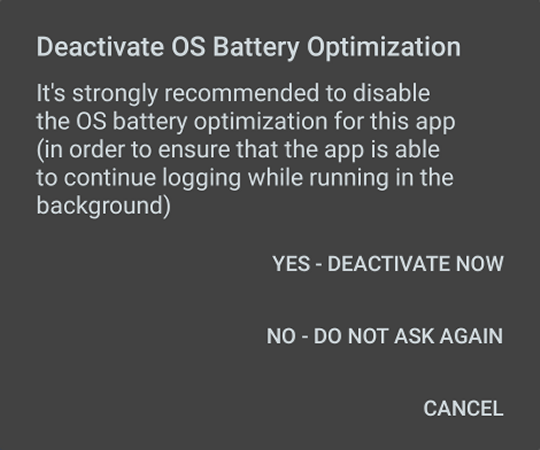 Deactivate OS Battery Optimization
It's strongly recommended to disable
the OS battery optimization for this app
(in order to ensure that the app is able
to continue logging while running in the
background)
YES - DEACTIVATE NOW
NO - DO NOT ASK AGAIN
CANCEL